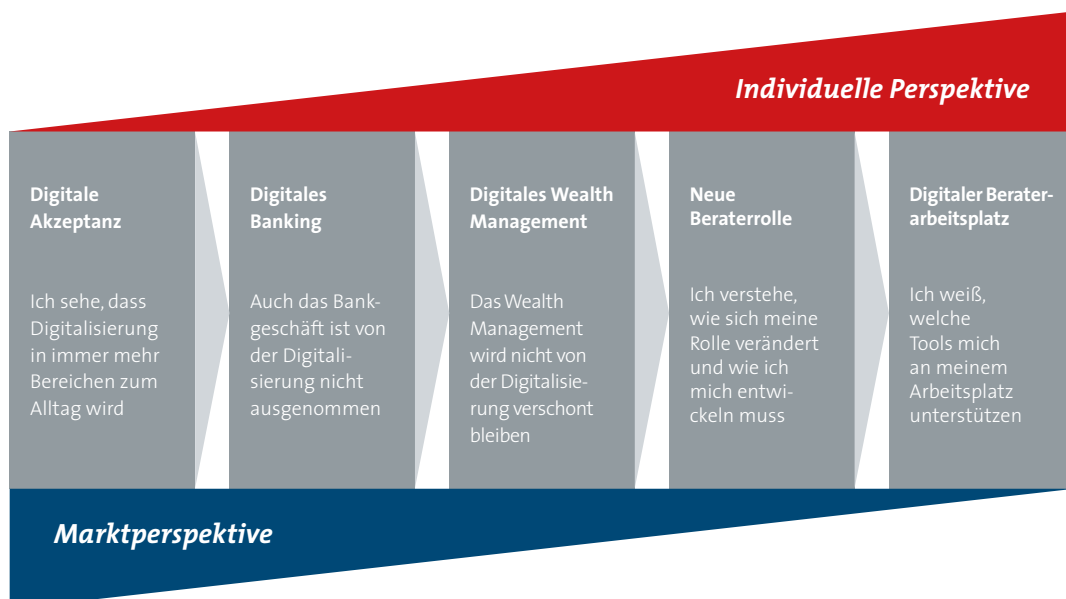 Individuelle Perspektive
Digitale
Akzeptanz
Ich sehe, dass
Digitalisierung
in immer mehr
Bereichen zum
Alltag wird
Digitales
Banking
Auch das Bank-
geschäft ist von
der Digitali-
sierung nicht
ausgenommen
Digitales Wealth
Management
Das Wealth
Management
wird nicht von
der Digitalisie-
rung verschont
bleiben
Neue
Beraterrolle
Ich verstehe,
wie sich meine
Rolle verändert
und wie ich
mich entwi-
ckeln muss
Digitaler Berater-
arbeitsplatz
Ich weiß,
welche
Tools mich
an meinem
Arbeitsplatz
unterstützen
Marktperspektive